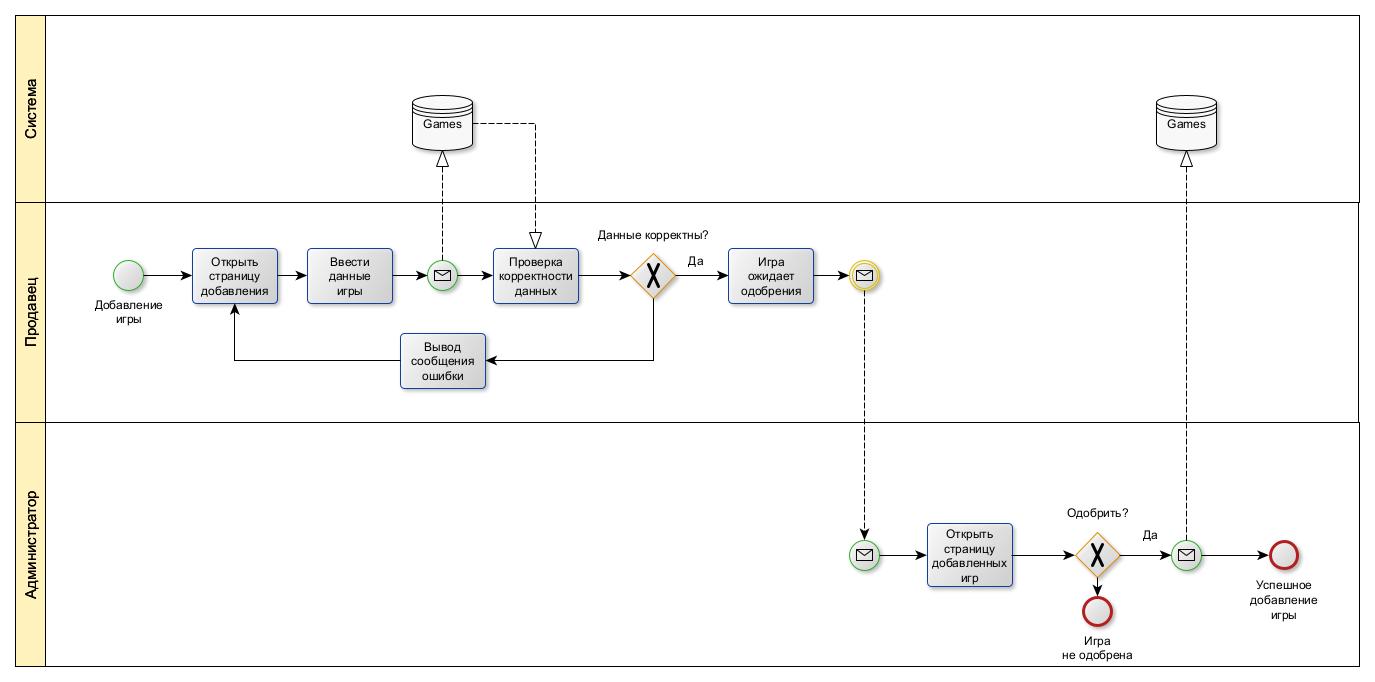 Система
Games
Games
Продавец
Добавление
игры
Открыть
страницу
добавления
Ввести
данные
игры
Проверка
корректности
данных
Данные корректны?
Да
Игра
ожидает
одобрения
Вывод
сообщения
ошибки
Администратор
Открыть
страницу
добавленных
игр
Одобрить?
Да
Игра
не одобрена
Успешное
добавление
игры